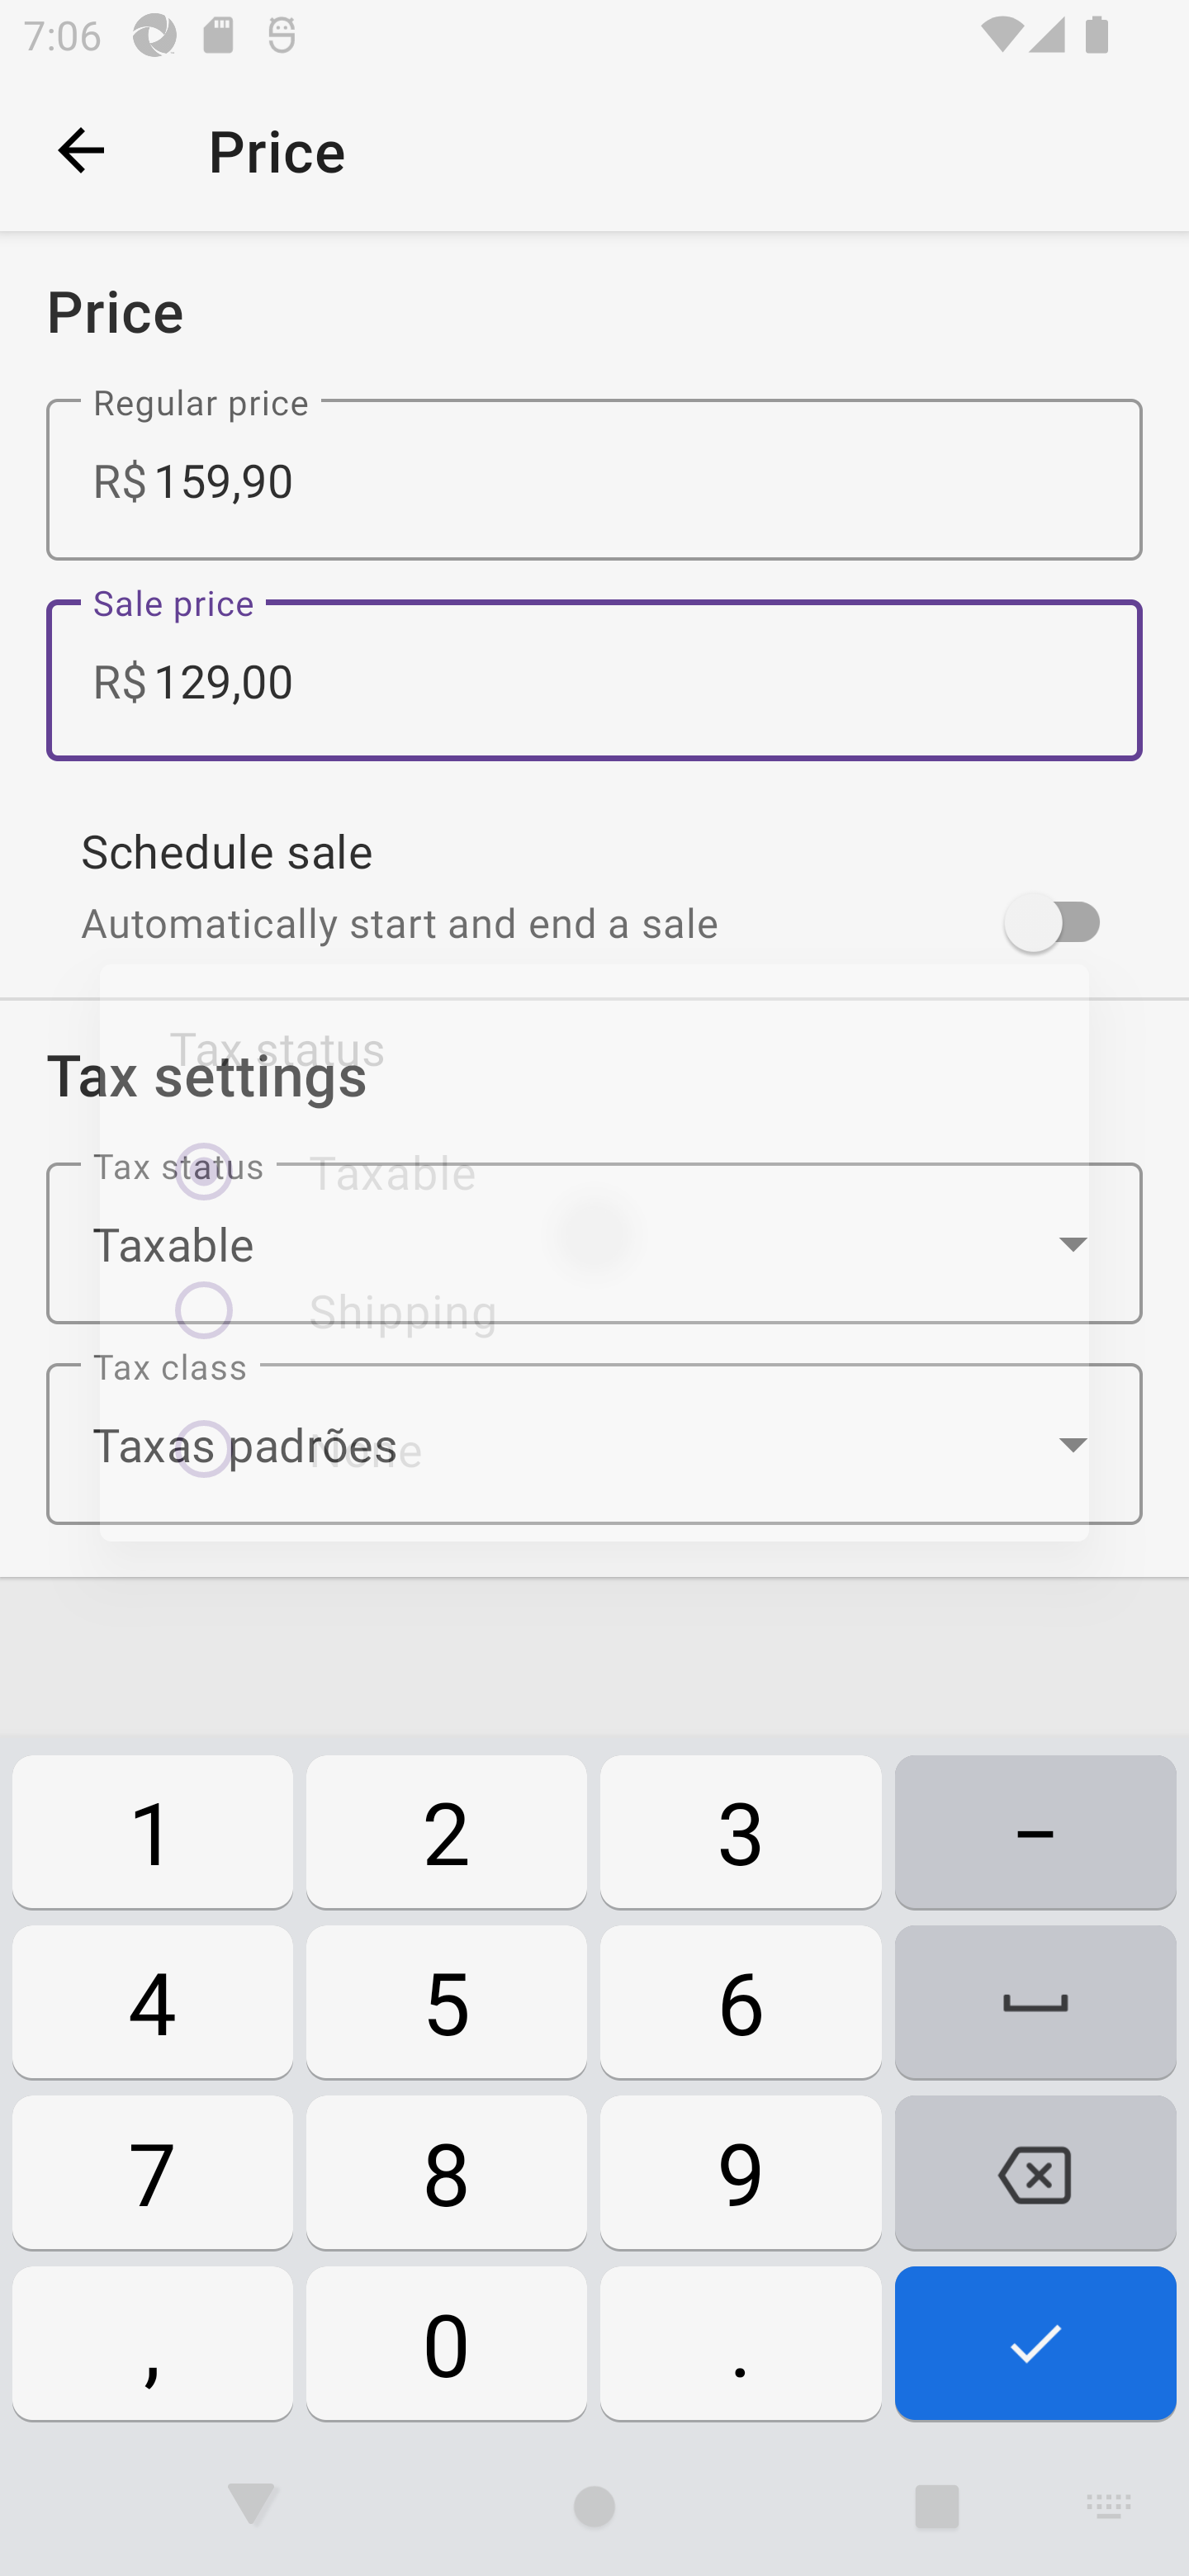 7:06
Price
Price
Regular price
R$ 159,90
Sale price
R$ 129,00
Schedule sale
Automatically start and end a sale
Tax status
Tax settings
Tax status
Taxable
Taxable
Shipping
Tax class
Taxas padrões
None
1 2 3 –
4 5 6
7 8 9
, 0 .